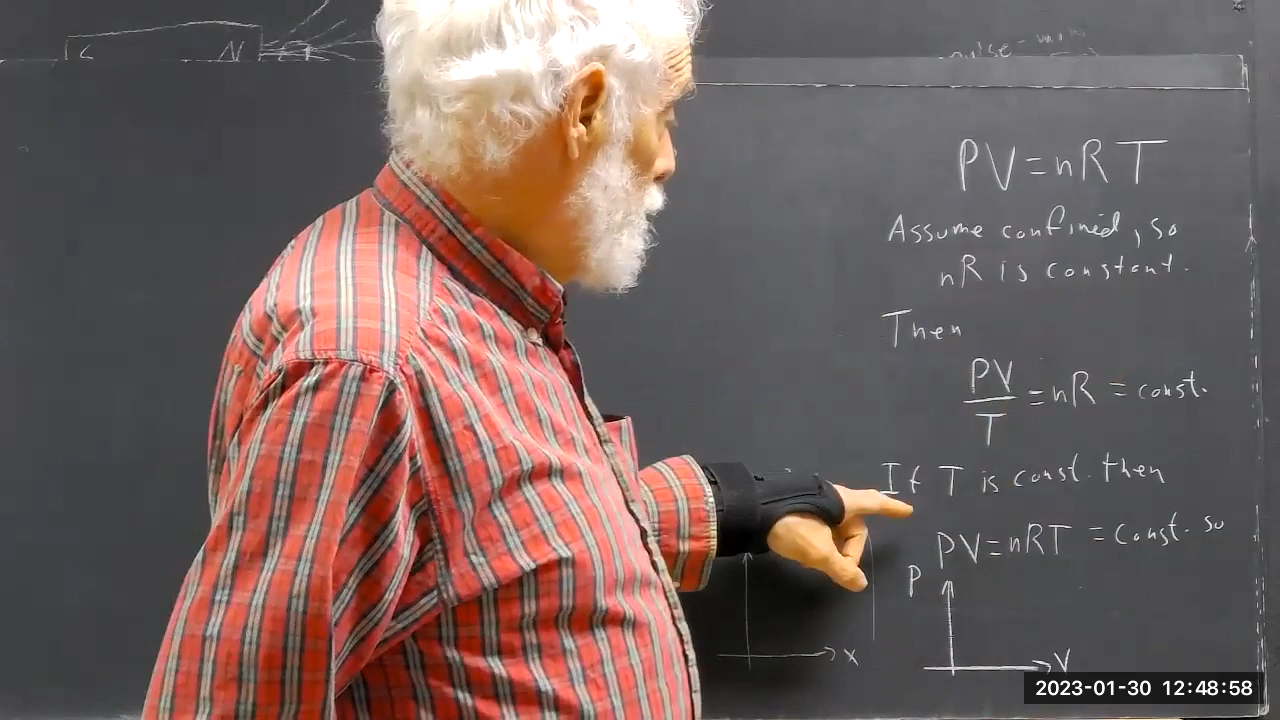 PV=nRT
Assume confined, so
nR is constant.
Then
PV/T = nR = const.
If T is const. then
PV=nRT = Const. so
P
x
V
2023-01-30 12:48:58